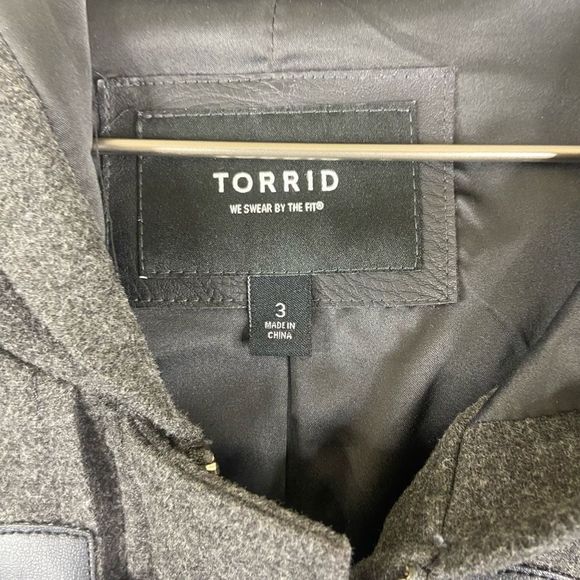 TORRID
WE SWEAR BY THE FIT®
3
MADE IN
CHINA